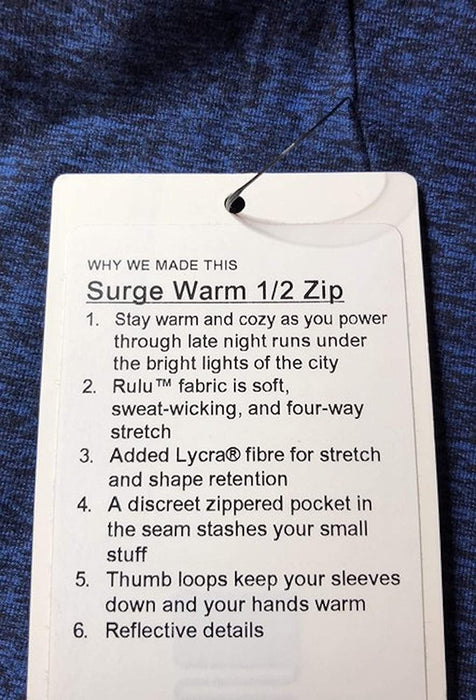 WHY WE MADE THIS
Surge Warm 1/2 Zip
1. Stay warm and cozy as you power
through late night runs under
the bright lights of the city
2. Rulu™ fabric is soft,
sweat-wicking, and four-way
stretch
3. Added Lycra® fibre for stretch
and shape retention
4. A discreet zippered pocket in
the seam stashes your small
stuff
5. Thumb loops keep your sleeves
down and your hands warm
6. Reflective details